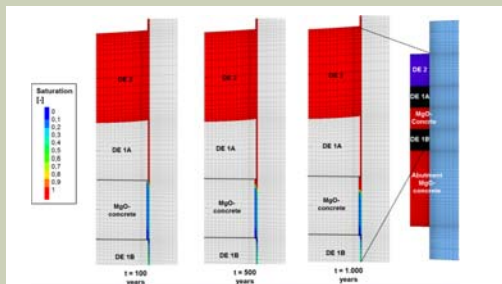 Saturation
[-]
0
0,1
0,2
0,3
0,4
0,5
0,6
0,7
0,8
0,9
1
DE 2
DE 1A
MgO-
concrete
DE 1B
t = 100
years
DE 2
DE 1A
MgO-
concrete
DE 1B
t = 500
years
DE 2
DE 1A
MgO-
concrete
DE 1B
t = 1.000
years
DE 2
DE 1A
MgO-
Concrete
DE 1B
Abutment
MgO-
concrete